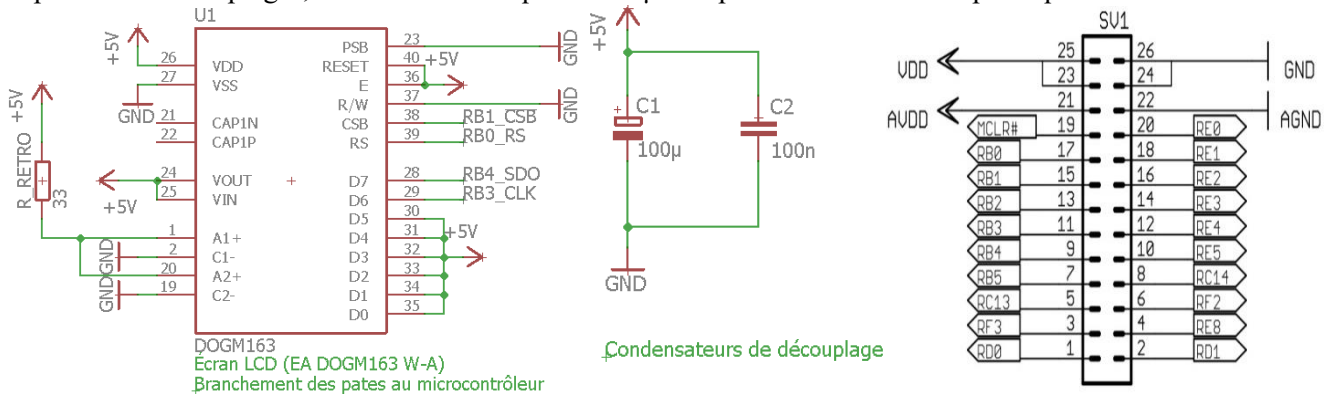 U1
+5V
26 VDD
27 VSS
GND
21 CAP1N
22 CAP1P
24 VOUT
25 VIN
+5V
1 A1+
2 C1-
20 A2+
19 C2-
GND
GND
+5V
R_RETRO
33
PSB 23
GND
RESET 40
+5V
E 36
R/W 37
GND
CSB 38 RB1_CSB
RS 39 RB0_RS
D7 28 RB4_SDO
D6 29 RB3_CLK
D5 30
D4 31
+5V
D3 32
D2 33
D1 34
D0 35
DOGM163
Écran LCD (EA DOGM163 W-A)
Branchement des pates au microcontrôleur
+5V
C1
100µ
C2
100n
GND
Condensateurs de découplage
SV1
VDD 25 26 GND
23 24
AVDD 21 22 AGND
MCLR# 19 20 RE0
RB0 17 18 RE1
RB1 15 16 RE2
RB2 13 14 RE3
RB3 11 12 RE4
RB4 9 10 RE5
RB5 7 8 RC14
RC13 5 6 RF2
RF3 3 4 RE8
RD0 1 2 RD1